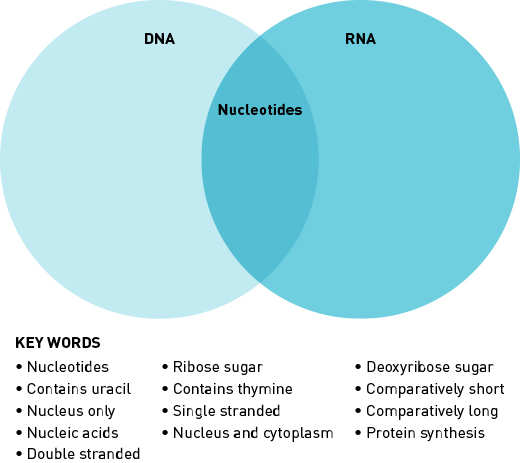 DNA
RNA
Nucleotides
KEY WORDS
• Nucleotides
• Contains uracil
• Nucleus only
• Nucleic acids
• Double stranded
• Ribose sugar
• Contains thymine
• Single stranded
• Nucleus and cytoplasm
• Deoxyribose sugar
• Comparatively short
• Comparatively long
• Protein synthesis